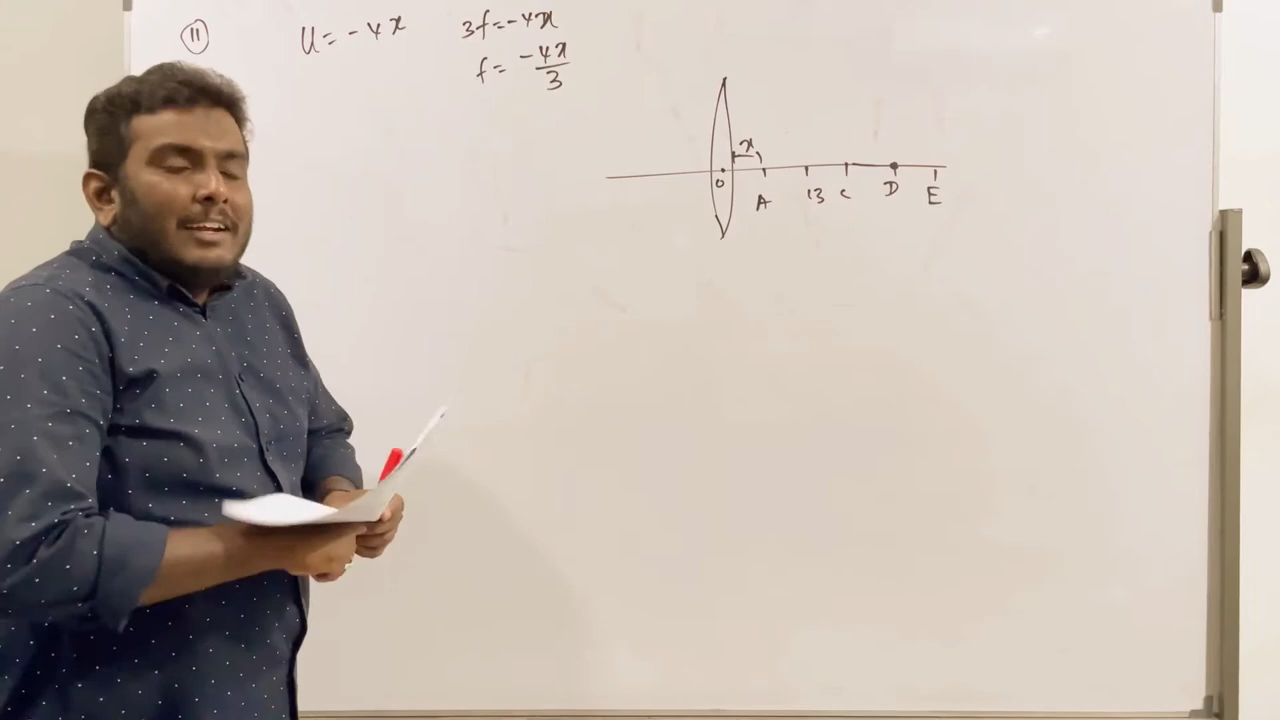 11
u = -4x
3f = -4x
f = -4x/3
x
O A B C D E